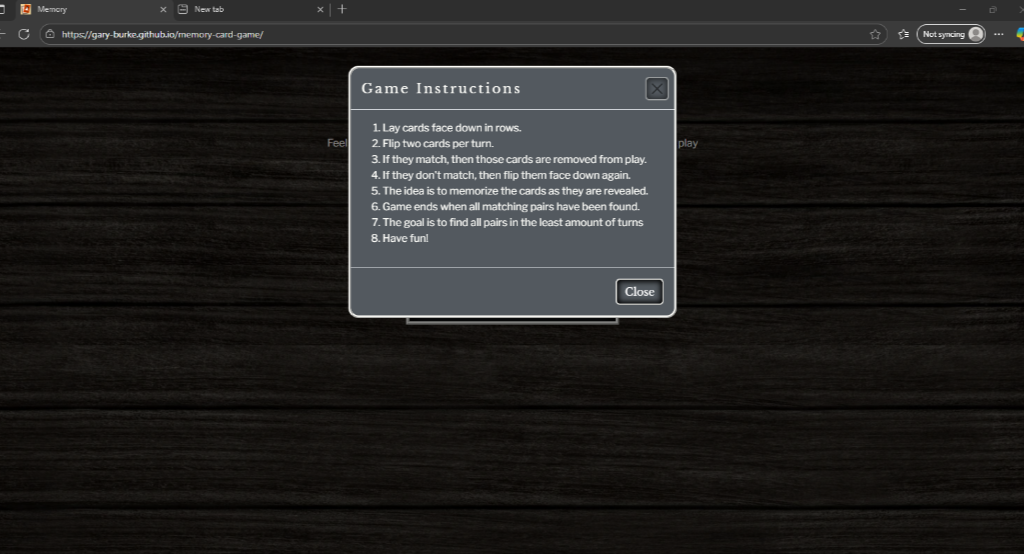 Memory
New tab
https://gary-burke.github.io/memory-card-game/
Not syncing
Game Instructions
Feel
play
1. Lay cards face down in rows.
2. Flip two cards per turn.
3. If they match, then those cards are removed from play.
4. If they don't match, then flip them face down again.
5. The idea is to memorize the cards as they are revealed.
6. Game ends when all matching pairs have been found.
7. The goal is to find all pairs in the least amount of turns
8. Have fun!
Close